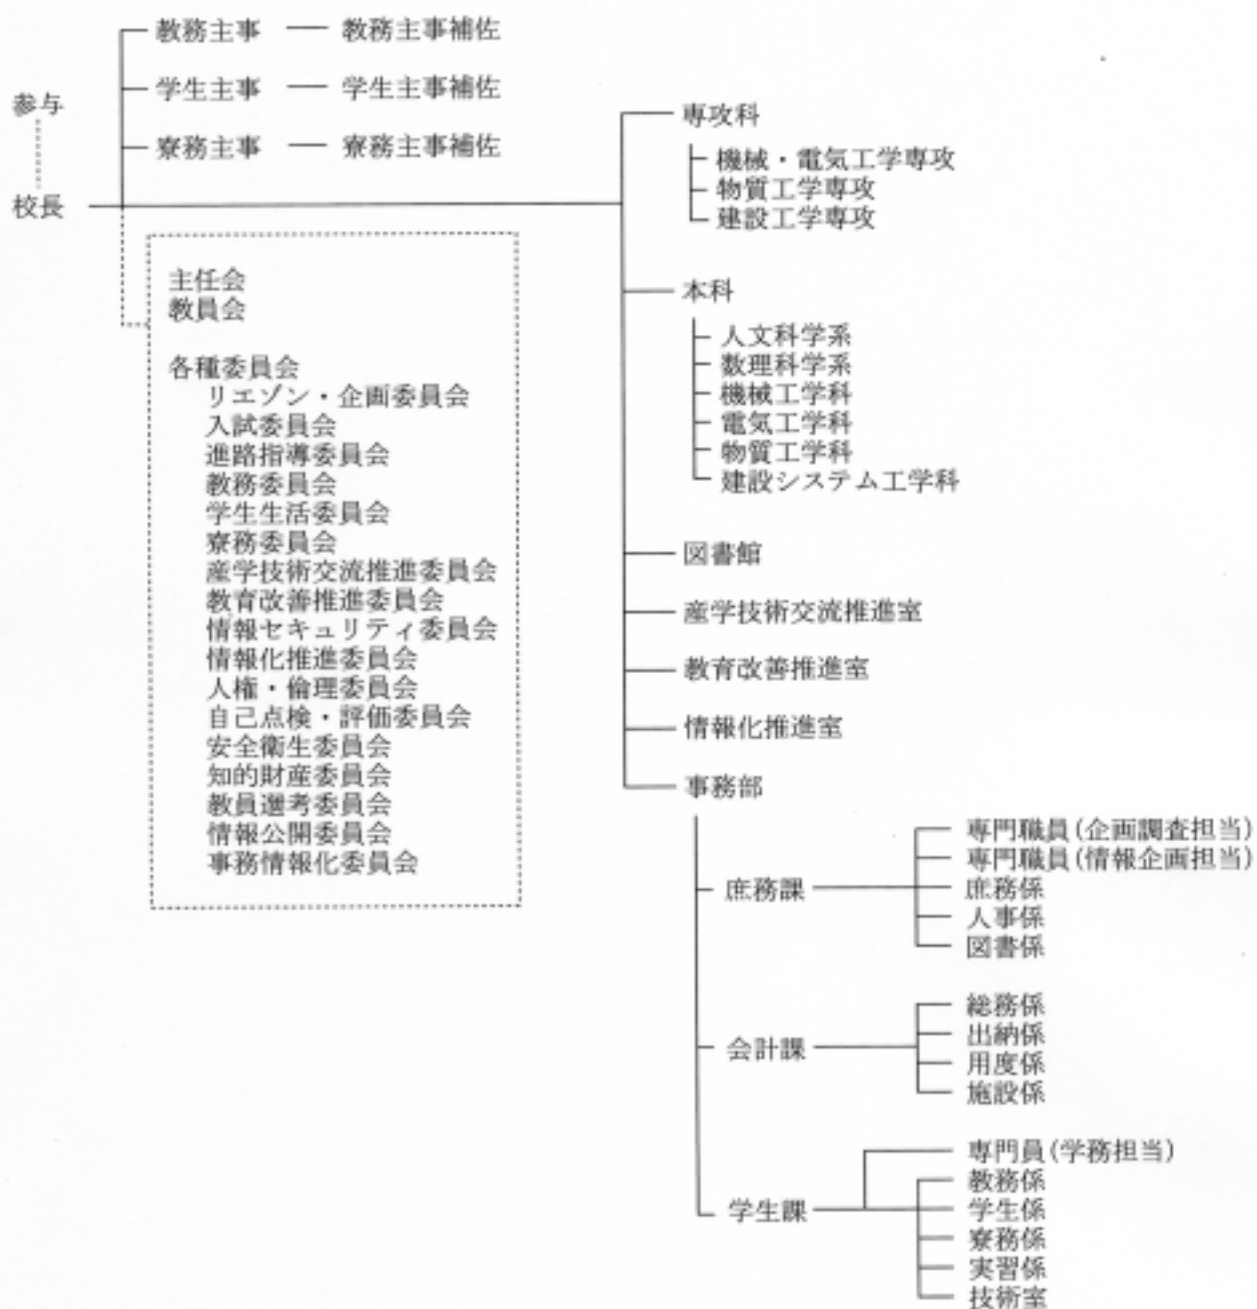 教務主事 ― 教務主事補佐
学生主事 ― 学生主事補佐
寮務主事 ― 寮務主事補佐
参与
校長
主任会
教員会
各種委員会
リエゾン・企画委員会
入試委員会
進路指導委員会
教務委員会
学生生活委員会
寮務委員会
産学技術交流推進委員会
教育改善推進委員会
情報セキュリティ委員会
情報化推進委員会
人権・倫理委員会
自己点検・評価委員会
安全衛生委員会
知的財産委員会
教員選考委員会
情報公開委員会
事務情報化委員会
専攻科
機械・電気工学専攻
物質工学専攻
建設工学専攻
本科
人文科学系
数理科学系
機械工学科
電気工学科
物質工学科
建設システム工学科
図書館
産学技術交流推進室
教育改善推進室
情報化推進室
事務部
庶務課
専門職員(企画調査担当)
専門職員(情報企画担当)
庶務係
人事係
図書係
会計課
総務係
出納係
用度係
施設係
学生課
専門員(学務担当)
教務係
学生係
寮務係
実習係
技術室